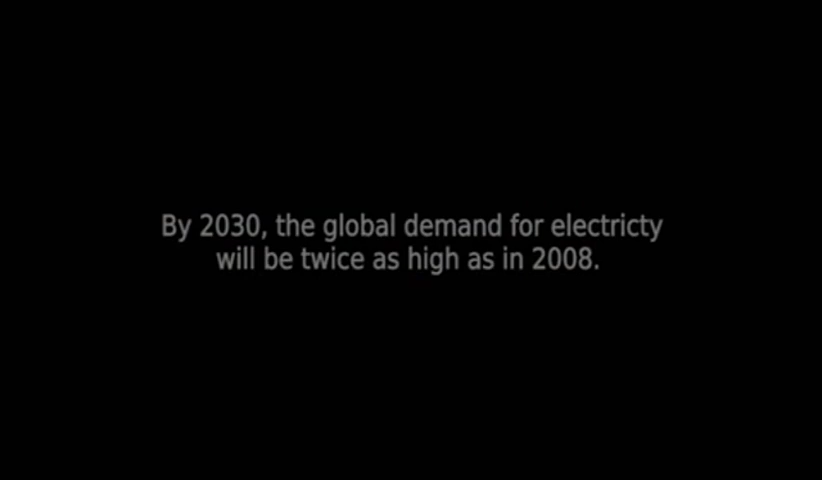 By 2030, the global demand for electricty
will be twice as high as in 2008.